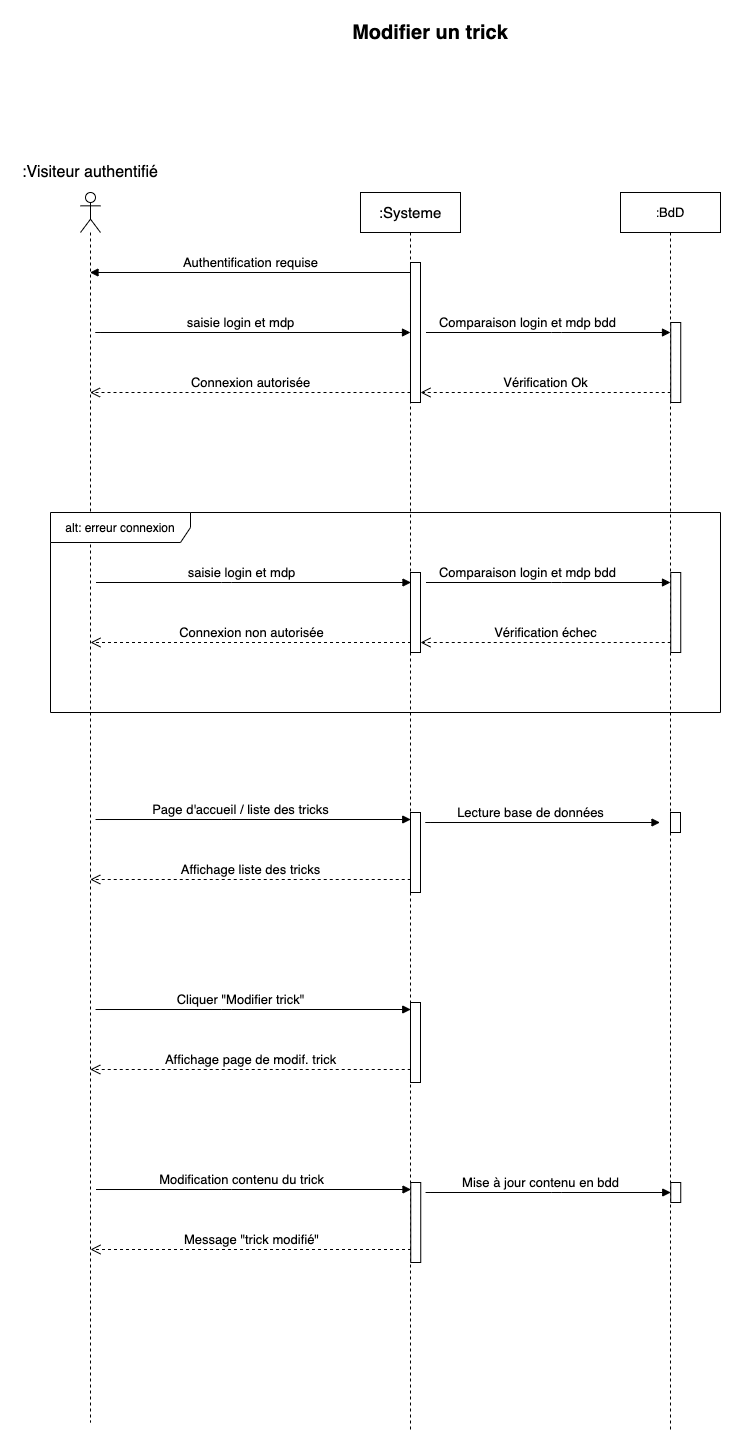 Modifier un trick
:Visiteur authentifié
:Systeme
:BdD
Authentification requise
saisie login et mdp
Comparaison login et mdp bdd
Connexion autorisée
Vérification Ok
alt: erreur connexion
saisie login et mdp
Comparaison login et mdp bdd
Connexion non autorisée
Vérification échec
Page d'accueil / liste des tricks
Lecture base de données
Affichage liste des tricks
Cliquer "Modifier trick"
Affichage page de modif. trick
Modification contenu du trick
Mise à jour contenu en bdd
Message "trick modifié"